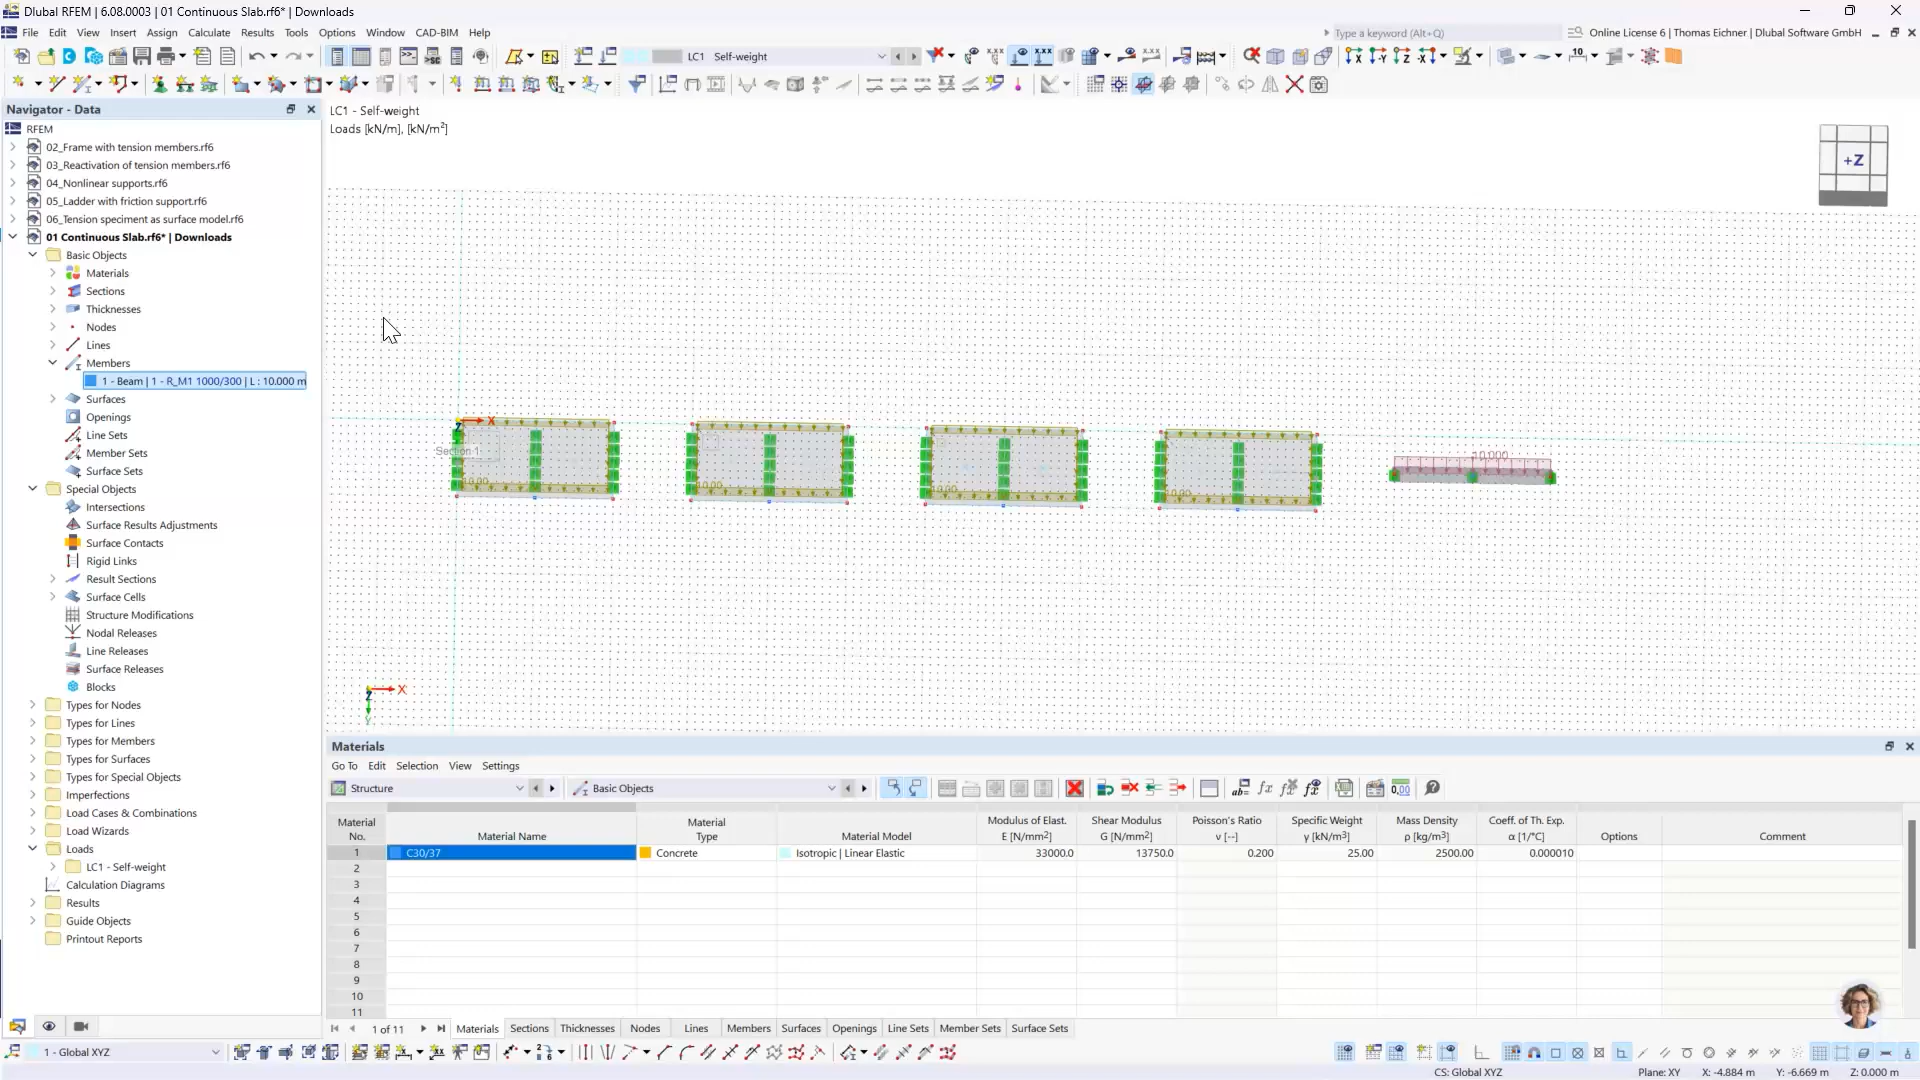 Dlubal RFEM | 6.08.0003 | 01 Continuous Slab.rf6* | Downloads
File Edit View Insert Assign Calculate Results Tools Options Window CAD-BIM Help
Type a keyword (Alt+Q)
Online License 6 | Thomas Eichner | Dlubal Software GmbH
LC1 Self-weight
Navigator - Data
RFEM
02_Frame with tension members.rf6
03_Reactivation of tension members.rf6
04_Nonlinear supports.rf6
05_Ladder with friction support.rf6
06_Tension speciment as surface model.rf6
01 Continuous Slab.rf6* | Downloads
Basic Objects
Materials
Sections
Thicknesses
Nodes
Lines
Members
1 - Beam | 1 - R_M1 1000/300 | L : 10.000 m
Surfaces
Openings
Line Sets
Member Sets
Surface Sets
Special Objects
Intersections
Surface Results Adjustments
Surface Contacts
Rigid Links
Result Sections
Surface Cells
Structure Modifications
Nodal Releases
Line Releases
Surface Releases
Blocks
Types for Nodes
Types for Lines
Types for Members
Types for Surfaces
Types for Special Objects
Imperfections
Load Cases & Combinations
Load Wizards
Loads
LC1 - Self-weight
Calculation Diagrams
Results
Guide Objects
Printout Reports
1 - Global XYZ
LC1 - Self-weight
Loads [kN/m], [kN/m²]
+Z
X
Z
Section 1
10.00
10.00
10.00
10.00
10.000
X
Z
Y
Materials
Go To Edit Selection View Settings
Structure
Basic Objects
Material No. Material Name Material Type Material Model Modulus of Elast. E [N/mm²] Shear Modulus G [N/mm²] Poisson's Ratio ν [--] Specific Weight γ [kN/m³] Mass Density ρ [kg/m³] Coeff. of Th. Exp. α [1/°C] Options Comment
1 C30/37 Concrete Isotropic | Linear Elastic 33000.0 13750.0 0.200 25.00 2500.00 0.000010
2
3
4
5
6
7
8
9
10
11
1 of 11 Materials Sections Thicknesses Nodes Lines Members Surfaces Openings Line Sets Member Sets Surface Sets
CS: Global XYZ Plane: XY X: -4.884 m Y: -6.669 m Z: 0.000 m